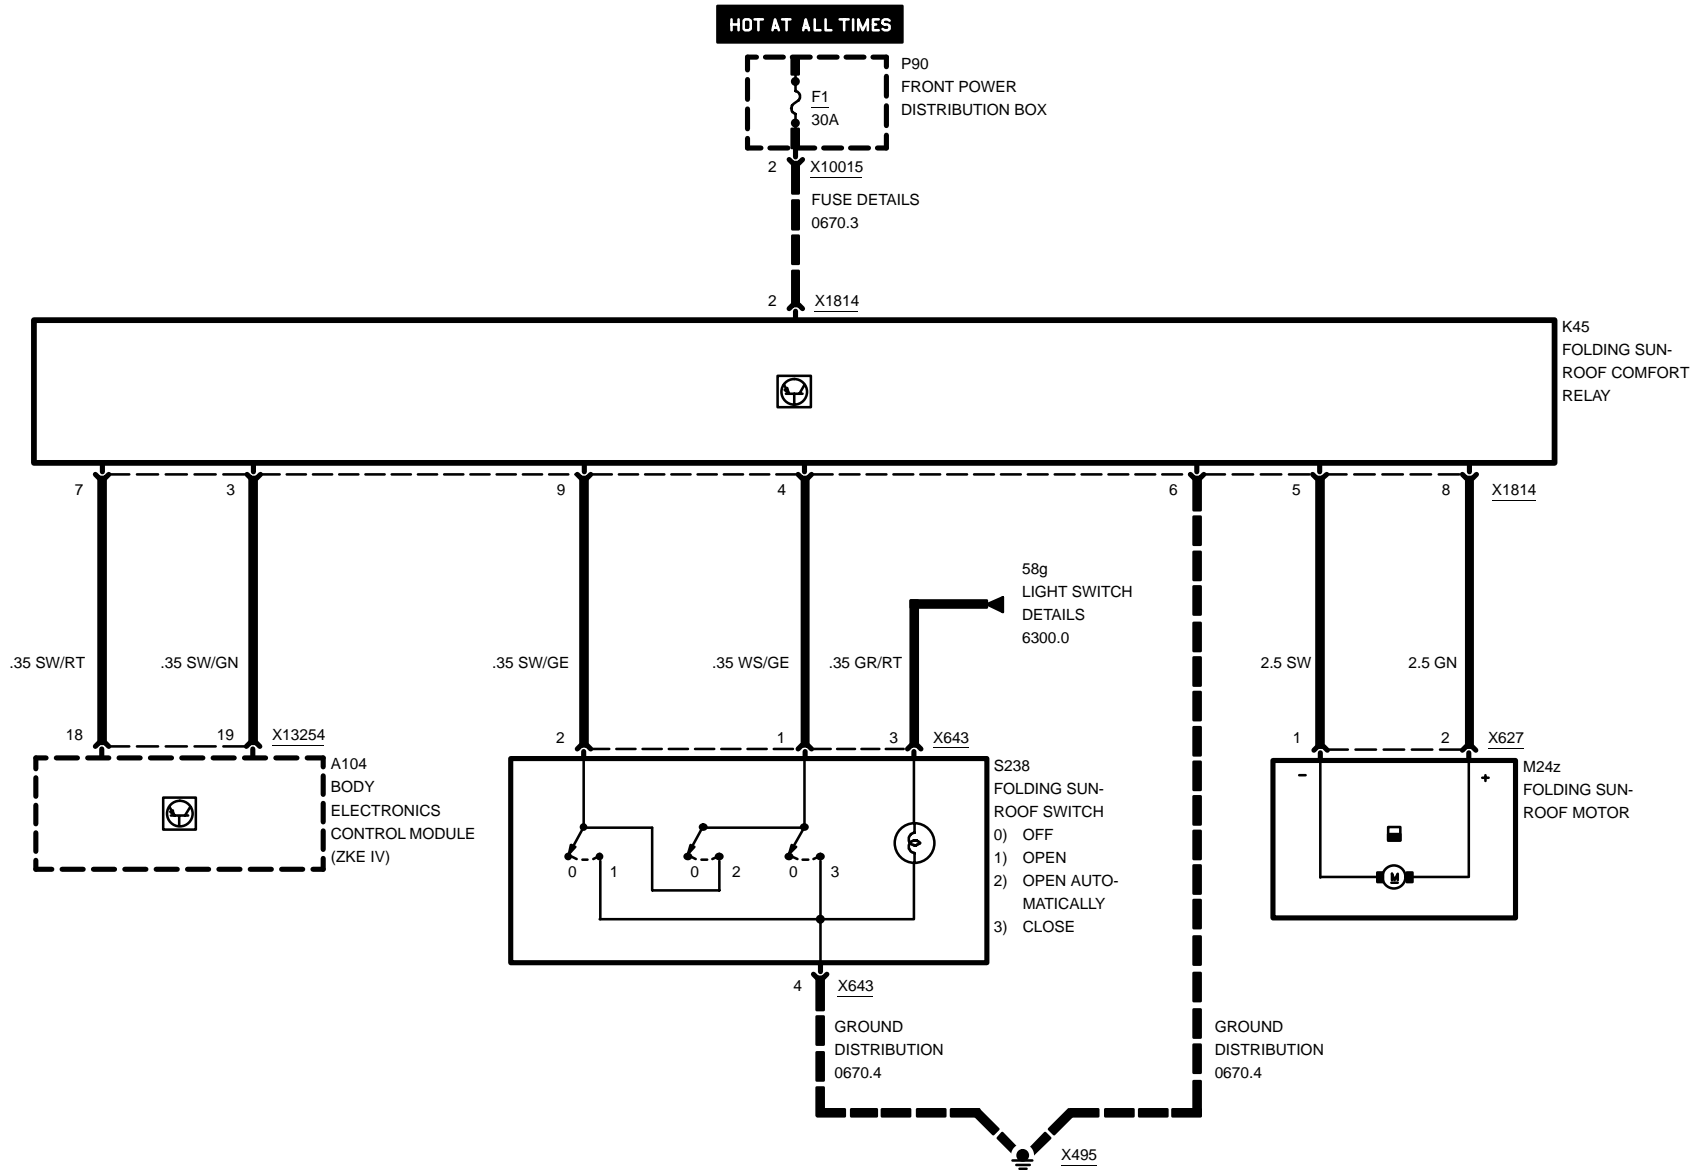 HOT AT ALL TIMES
P90
FRONT POWER
DISTRIBUTION BOX
F1
30A
2 X10015
FUSE DETAILS
0670.3
2 X1814
K45
FOLDING SUN-
ROOF COMFORT
RELAY
7 3 9 4 6 5 8 X1814
58g
LIGHT SWITCH
DETAILS
6300.0
.35 SW/RT .35 SW/GN .35 SW/GE .35 WS/GE .35 GR/RT 2.5 SW 2.5 GN
18 19 X13254 2 1 3 X643 1 2 X627
A104
BODY
ELECTRONICS
CONTROL MODULE
(ZKE IV)
0 1 0 2 0 3
S238
FOLDING SUN-
ROOF SWITCH
0) OFF
1) OPEN
2) OPEN AUTO-
MATICALLY
3) CLOSE
- +
M
M24z
FOLDING SUN-
ROOF MOTOR
4 X643
GROUND
DISTRIBUTION
0670.4
GROUND
DISTRIBUTION
0670.4
X495